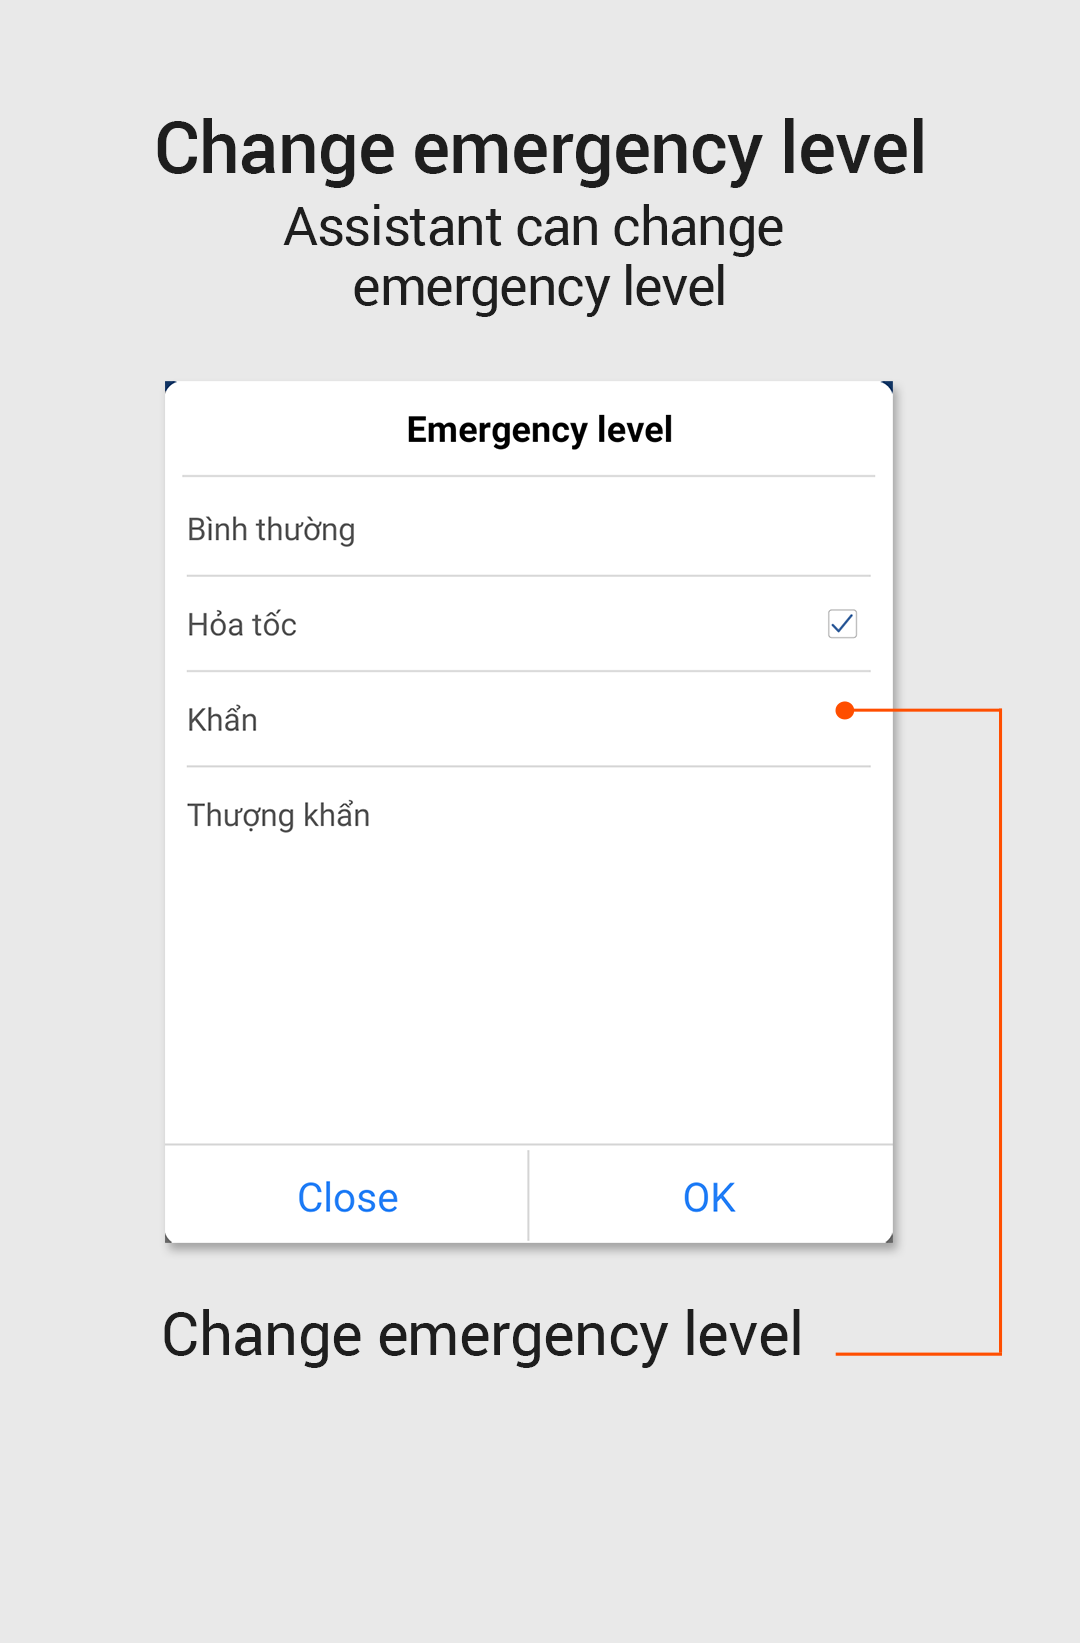 Change emergency level
Assistant can change
emergency level
Emergency level
Bình thường
Hỏa tốc
Khẩn
Thượng khẩn
Close
OK
Change emergency level